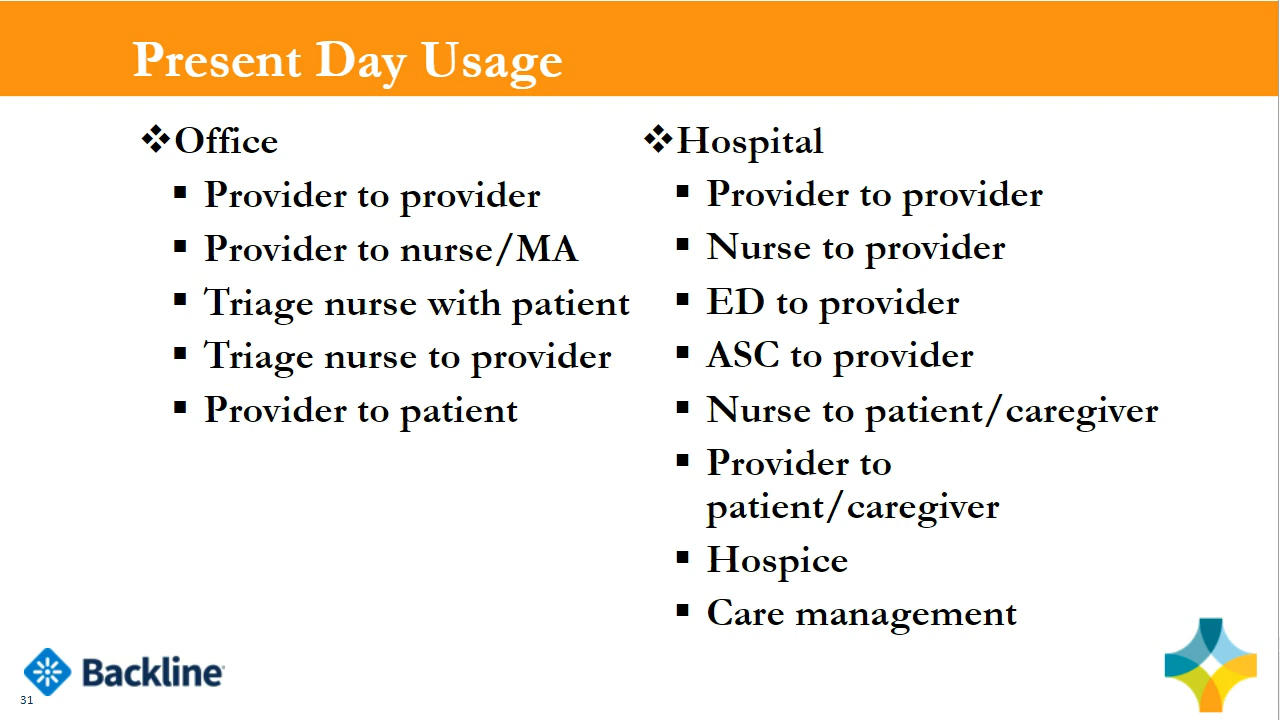 Present Day Usage
❖Office
▪ Provider to provider
▪ Provider to nurse/MA
▪ Triage nurse with patient
▪ Triage nurse to provider
▪ Provider to patient
❖Hospital
▪ Provider to provider
▪ Nurse to provider
▪ ED to provider
▪ ASC to provider
▪ Nurse to patient/caregiver
▪ Provider to
patient/caregiver
▪ Hospice
▪ Care management
Backline
31